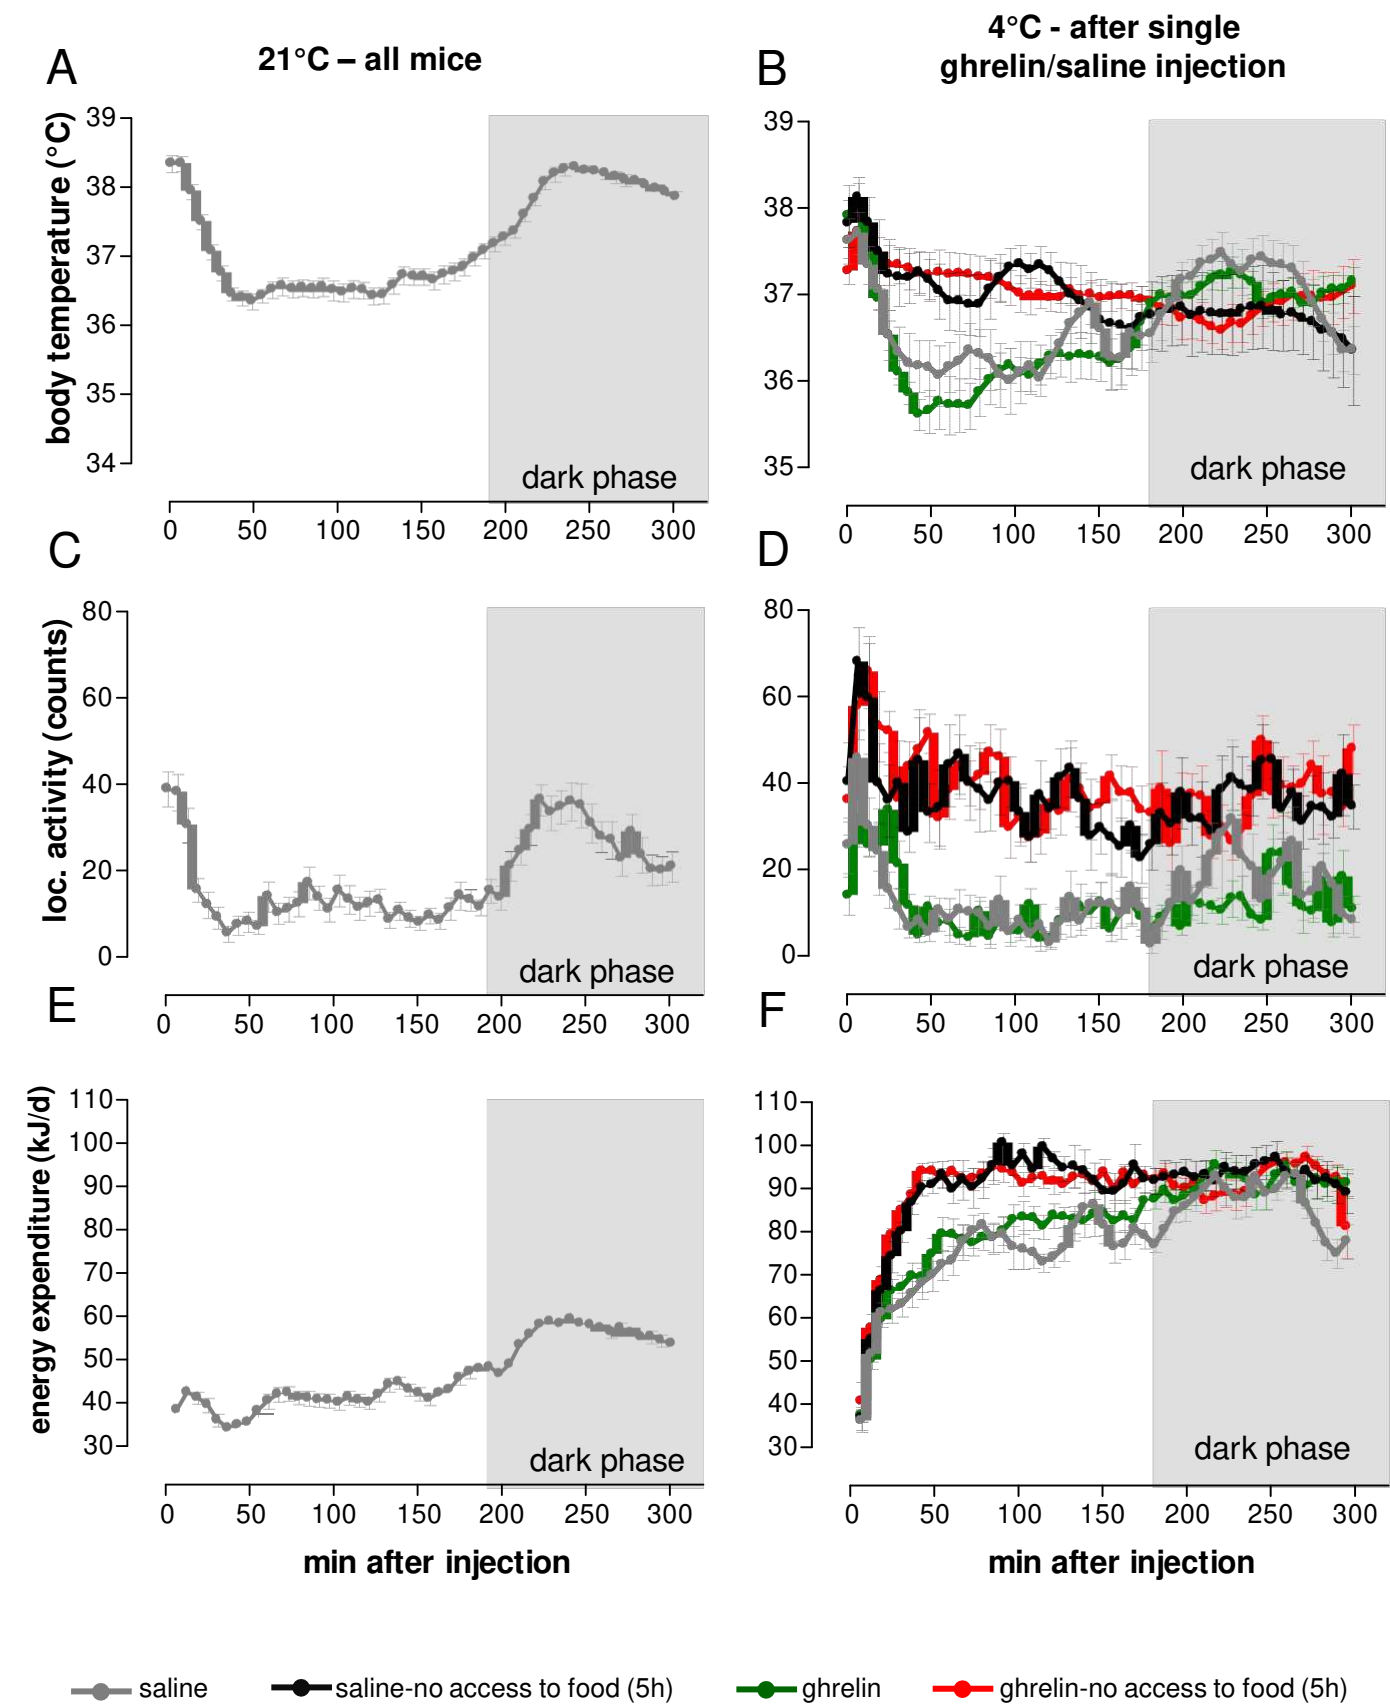 A
21°C – all mice
B
4°C - after single
ghrelin/saline injection
body temperature (°C)
39
38
37
36
35
34
dark phase
0 50 100 150 200 250 300
39
38
37
36
35
dark phase
0 50 100 150 200 250 300
C
loc. activity (counts)
80
60
40
20
0
dark phase
0 50 100 150 200 250 300
D
80
60
40
20
0
dark phase
0 50 100 150 200 250 300
E
energy expenditure (kJ/d)
110
100
90
80
70
60
50
40
30
dark phase
0 50 100 150 200 250 300
min after injection
F
110
100
90
80
70
60
50
40
30
dark phase
0 50 100 150 200 250 300
min after injection
saline
saline-no access to food (5h)
ghrelin
ghrelin-no access to food (5h)